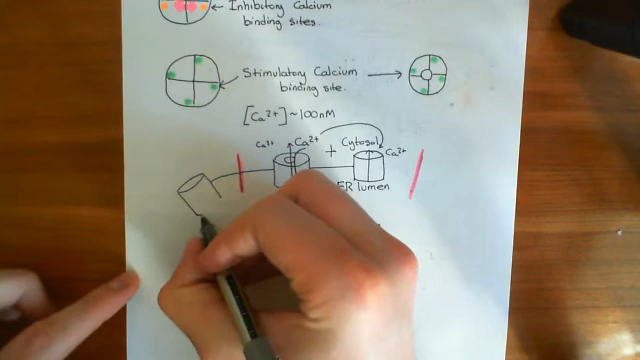 Inhibitory Calcium
binding sites.
Stimulatory Calcium
binding site.
[Ca²⁺] ~100nM
Ca²⁺ Ca²⁺ + Cytosol Ca²⁺
ER lumen